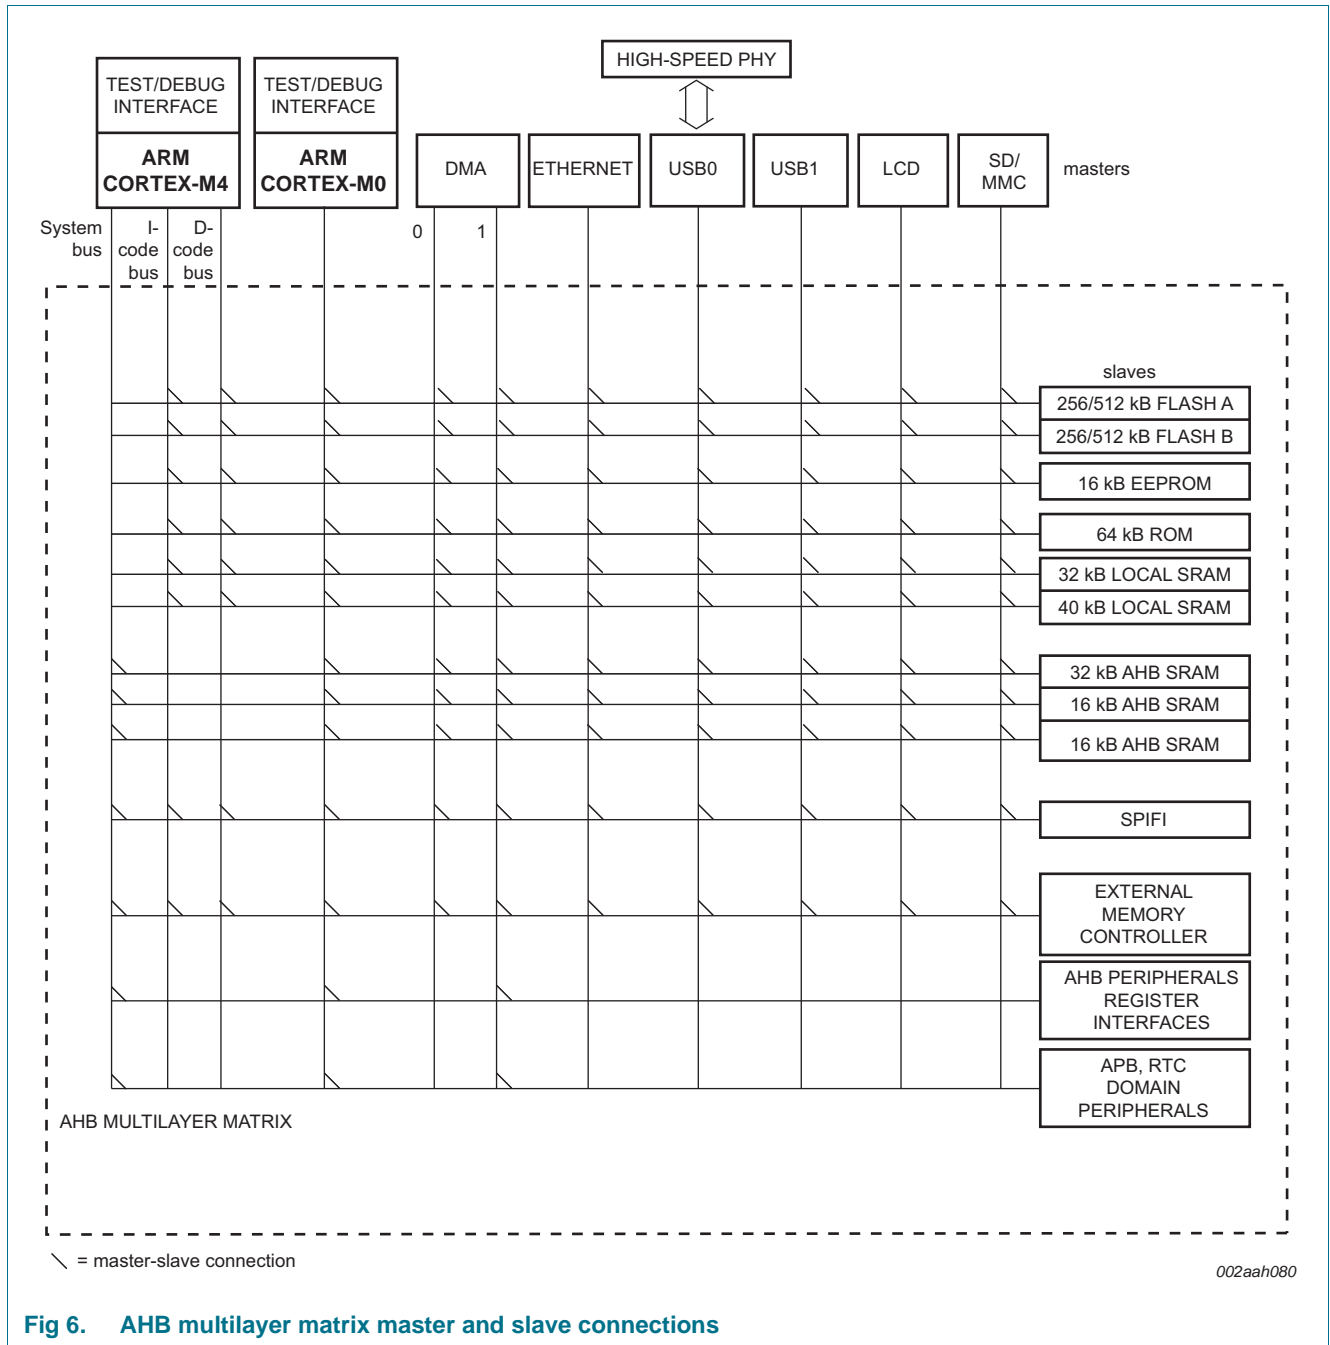 HIGH-SPEED PHY
TEST/DEBUG
INTERFACE
TEST/DEBUG
INTERFACE
ARM
CORTEX-M4
ARM
CORTEX-M0
DMA
ETHERNET
USB0
USB1
LCD
SD/
MMC
masters
System
bus
I-
code
bus
D-
code
bus
0
1
slaves
256/512 kB FLASH A
256/512 kB FLASH B
16 kB EEPROM
64 kB ROM
32 kB LOCAL SRAM
40 kB LOCAL SRAM
32 kB AHB SRAM
16 kB AHB SRAM
16 kB AHB SRAM
SPIFI
EXTERNAL
MEMORY
CONTROLLER
AHB PERIPHERALS
REGISTER
INTERFACES
APB, RTC
DOMAIN
PERIPHERALS
AHB MULTILAYER MATRIX
= master-slave connection
002aah080
Fig 6. AHB multilayer matrix master and slave connections